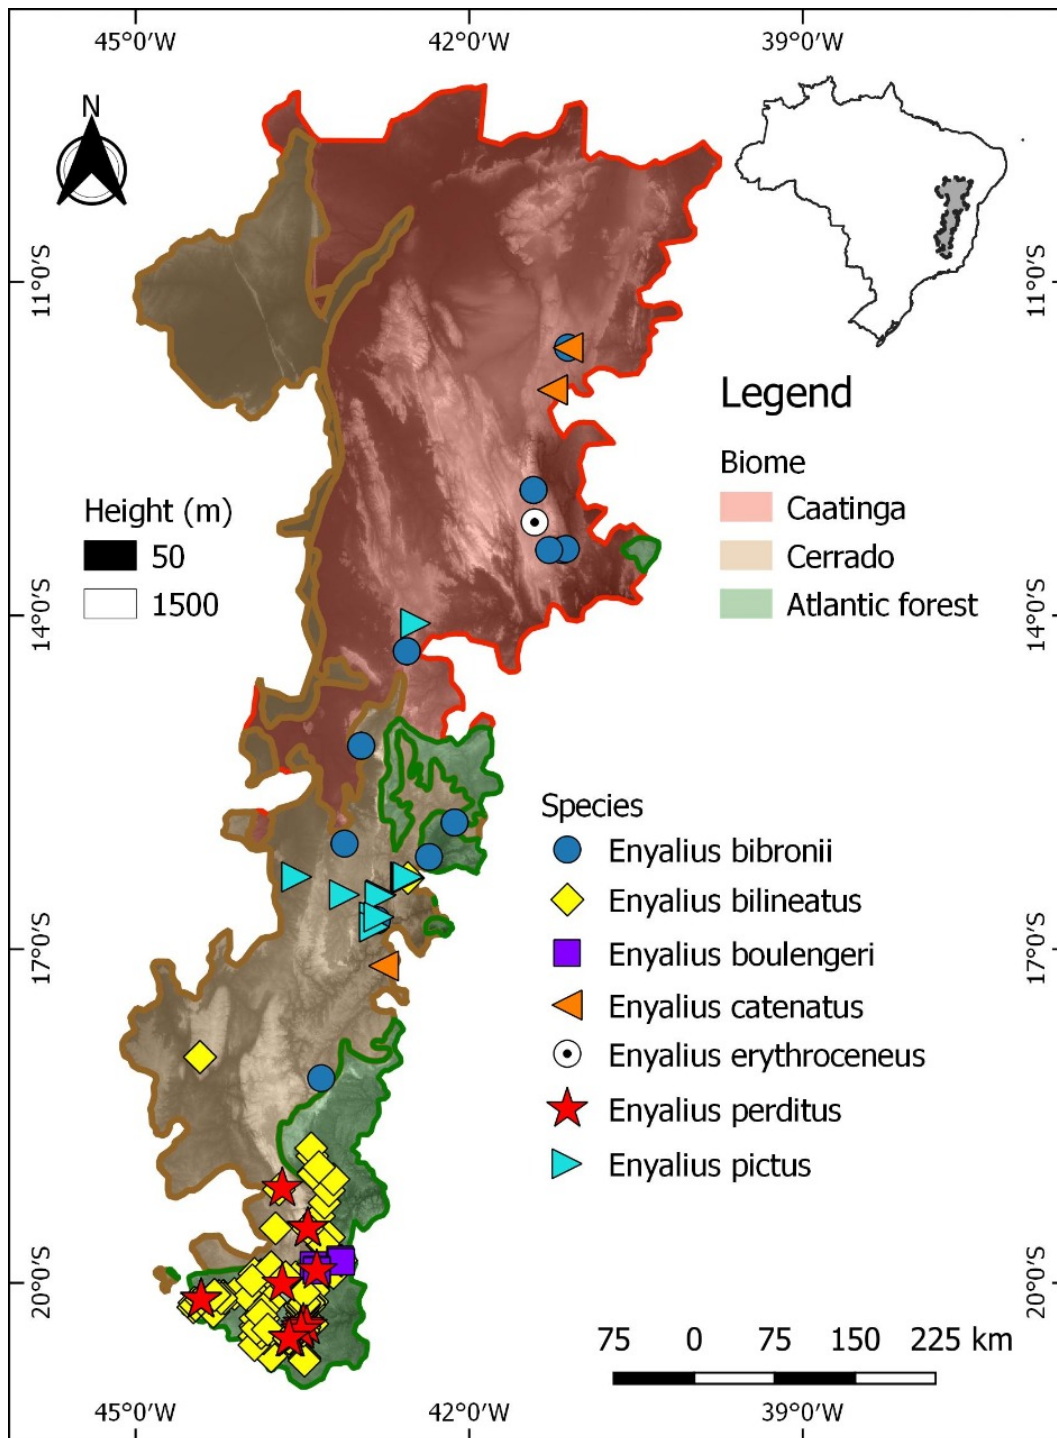 45°0'W 42°0'W 39°0'W
N
11°0'S 11°0'S
Legend
Biome
Caatinga
Cerrado
Atlantic forest
Height (m)
50
1500
14°0'S 14°0'S
Species
Enyalius bibronii
Enyalius bilineatus
Enyalius boulengeri
Enyalius catenatus
Enyalius erythroceneus
Enyalius perditus
Enyalius pictus
17°0'S 17°0'S
20°0'S 20°0'S
75 0 75 150 225 km
45°0'W 42°0'W 39°0'W